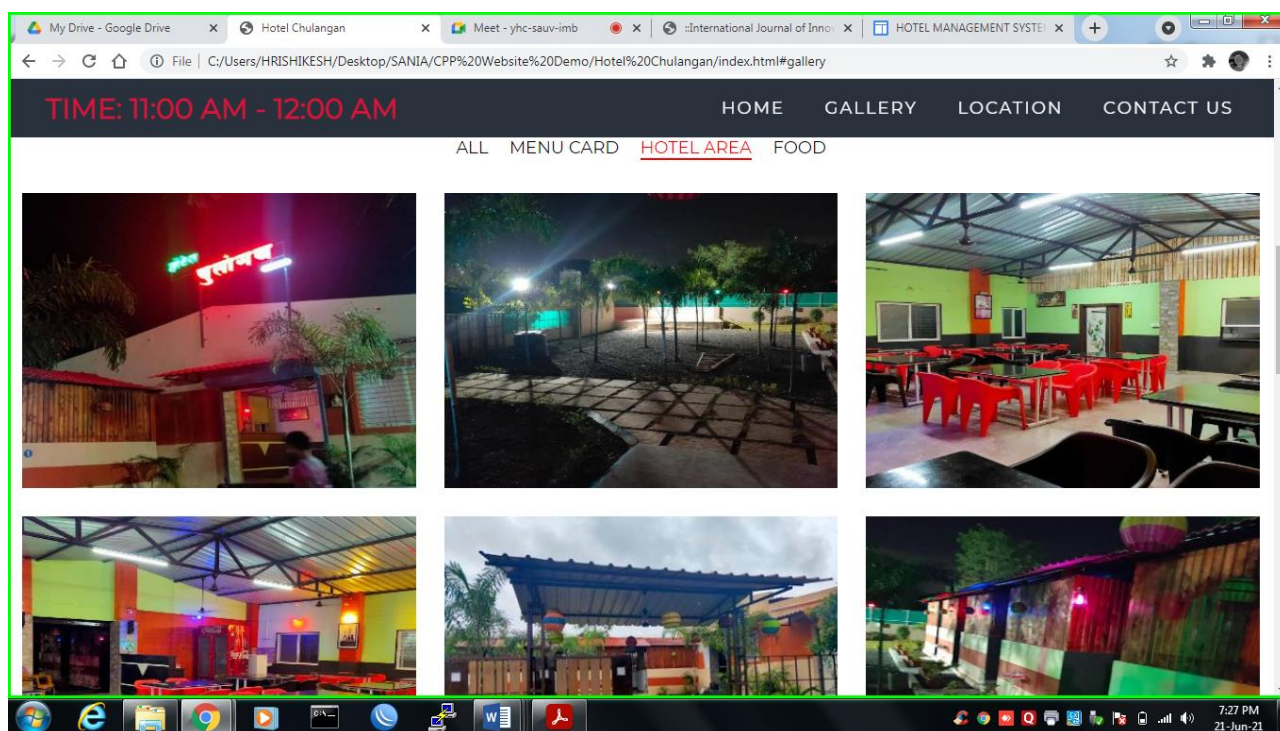 My Drive - Google Drive
Hotel Chulangan
Meet - yhc-sauv-imb
::International Journal of Innov
HOTEL MANAGEMENT SYSTE
File | C:/Users/HRISHIKESH/Desktop/SANIA/CPP%20Website%20Demo/Hotel%20Chulangan/index.html#gallery
TIME: 11:00 AM - 12:00 AM
HOME GALLERY LOCATION CONTACT US
ALL MENU CARD HOTEL AREA FOOD
हॉटेल
7:27 PM
21-Jun-21